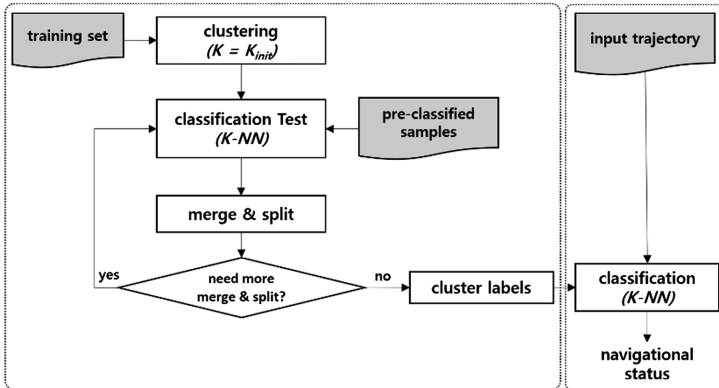 training set
clustering
(K = Kinit)
input trajectory
classification Test
(K-NN)
pre-classified
samples
merge & split
yes
need more
merge & split?
no
cluster labels
classification
(K-NN)
navigational
status